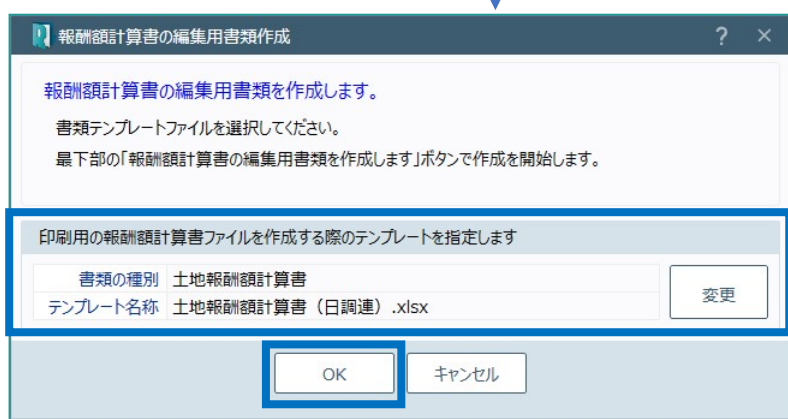 報酬額計算書の編集用書類作成
? ×
報酬額計算書の編集用書類を作成します。
書類テンプレートファイルを選択してください。
最下部の「報酬額計算書の編集用書類を作成します」ボタンで作成を開始します。
印刷用の報酬額計算書ファイルを作成する際のテンプレートを指定します
書類の種別 土地報酬額計算書
テンプレート名称 土地報酬額計算書（日調連）.xlsx
変更
OK キャンセル